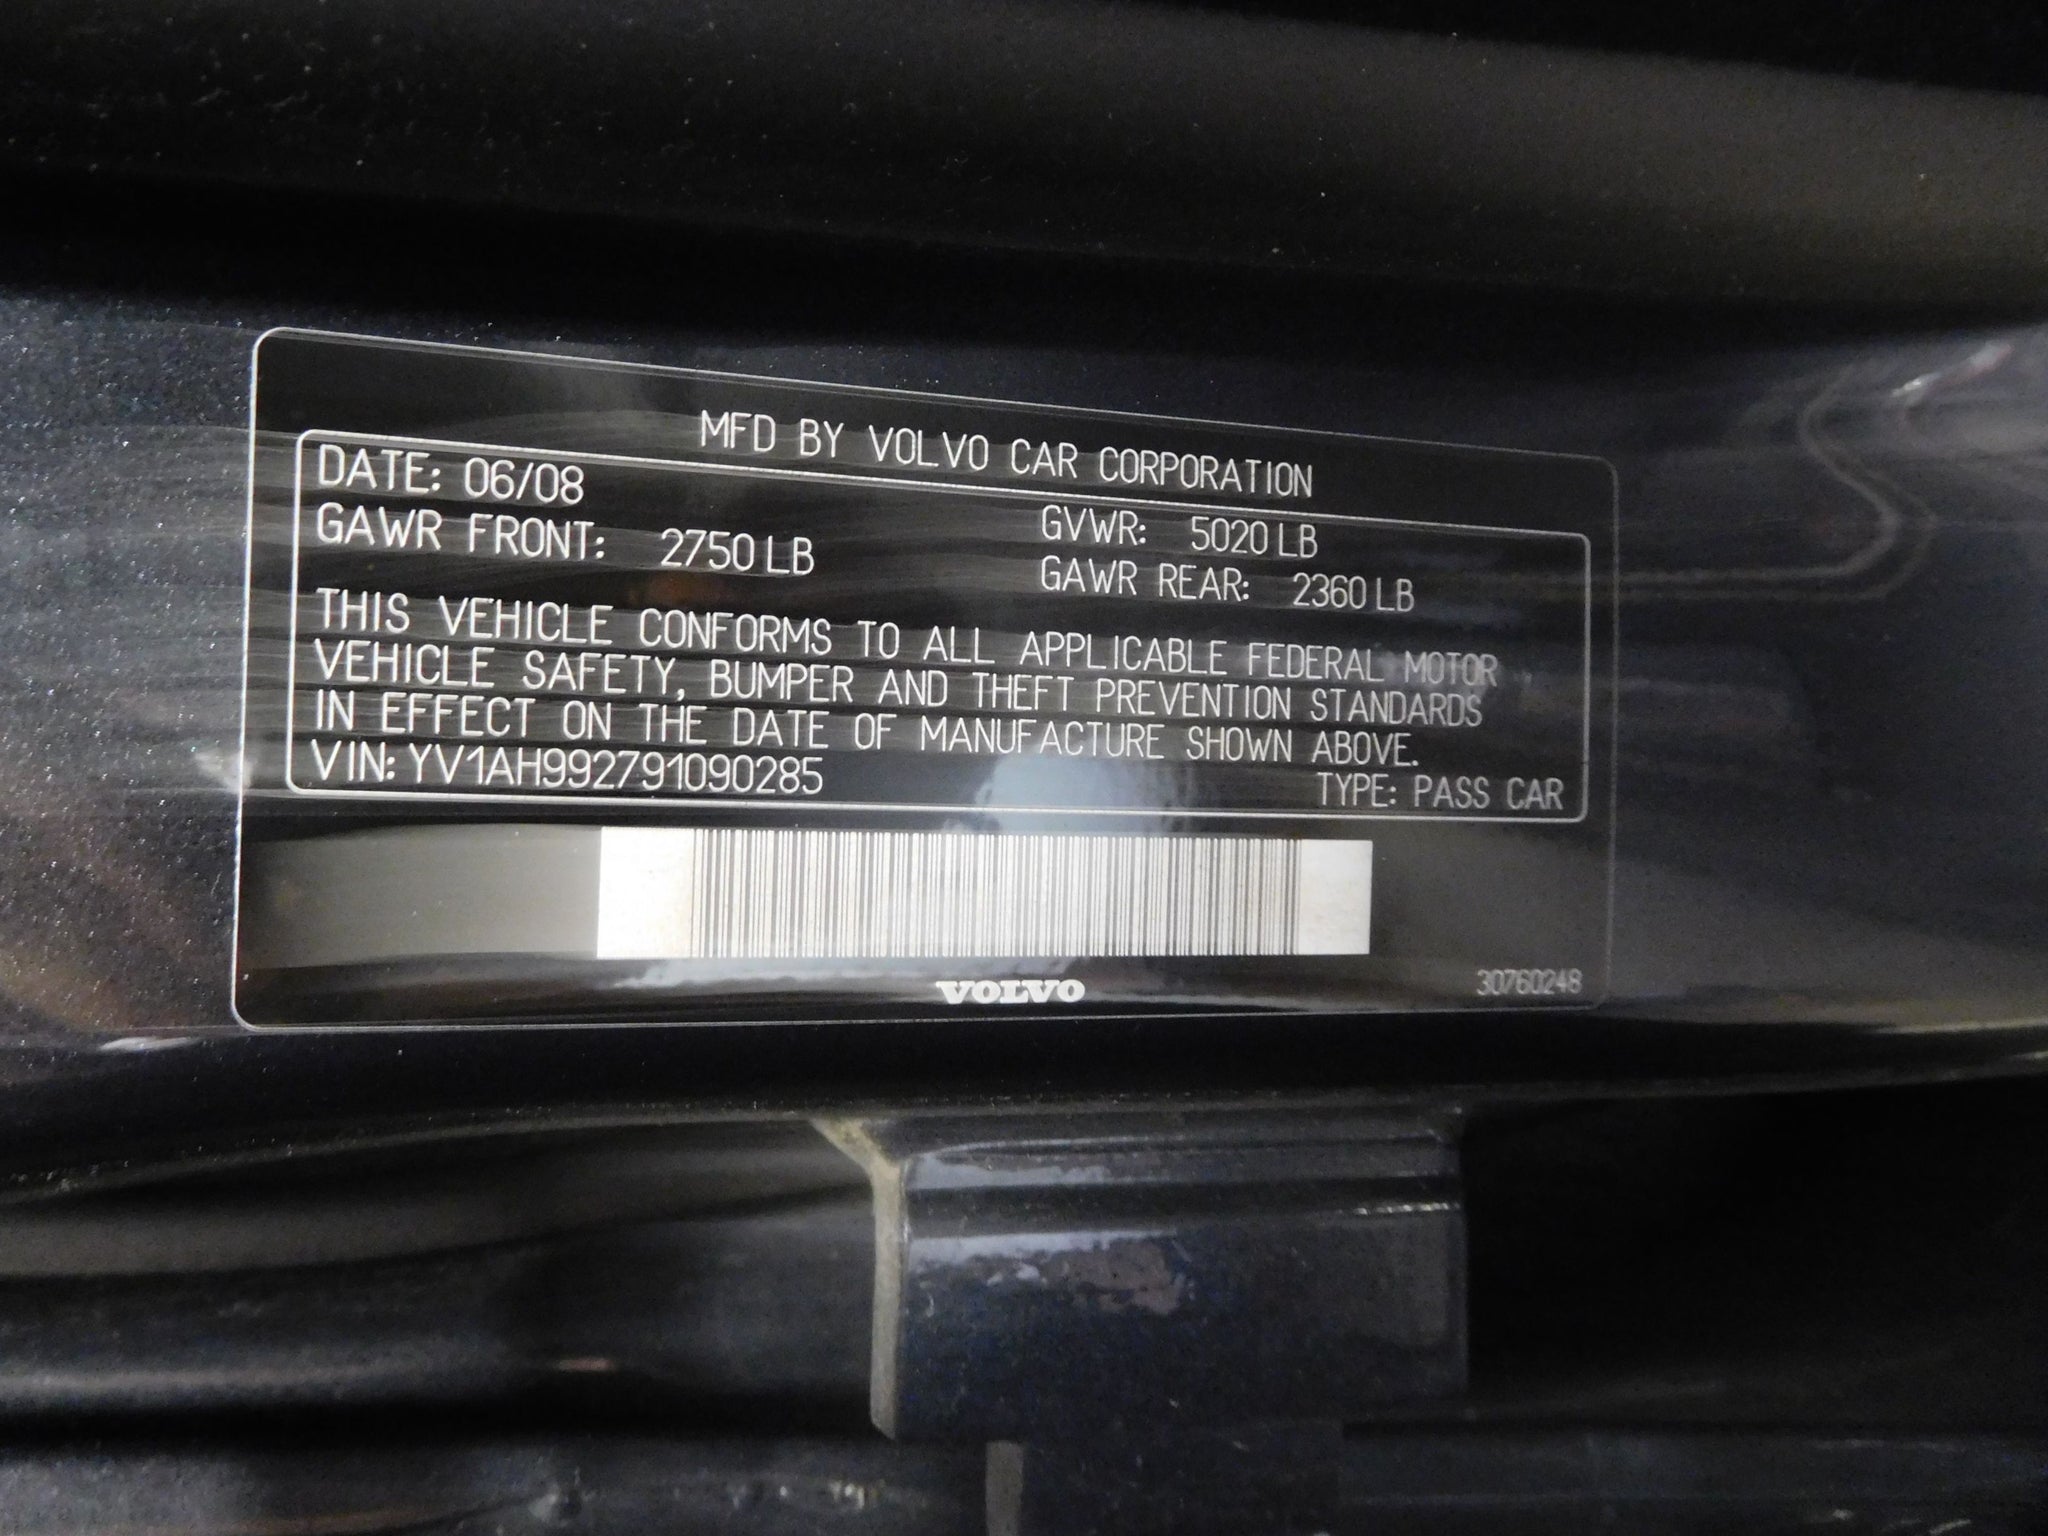 MFD BY VOLVO CAR CORPORATION
DATE: 06/08
GVWR: 5020 LB
GAWR FRONT: 2750 LB
GAWR REAR: 2360 LB
THIS VEHICLE CONFORMS TO ALL APPLICABLE FEDERAL MOTOR
VEHICLE SAFETY, BUMPER AND THEFT PREVENTION STANDARDS
IN EFFECT ON THE DATE OF MANUFACTURE SHOWN ABOVE.
VIN: YV1AH992791090285
TYPE: PASS CAR
VOLVO
30760248